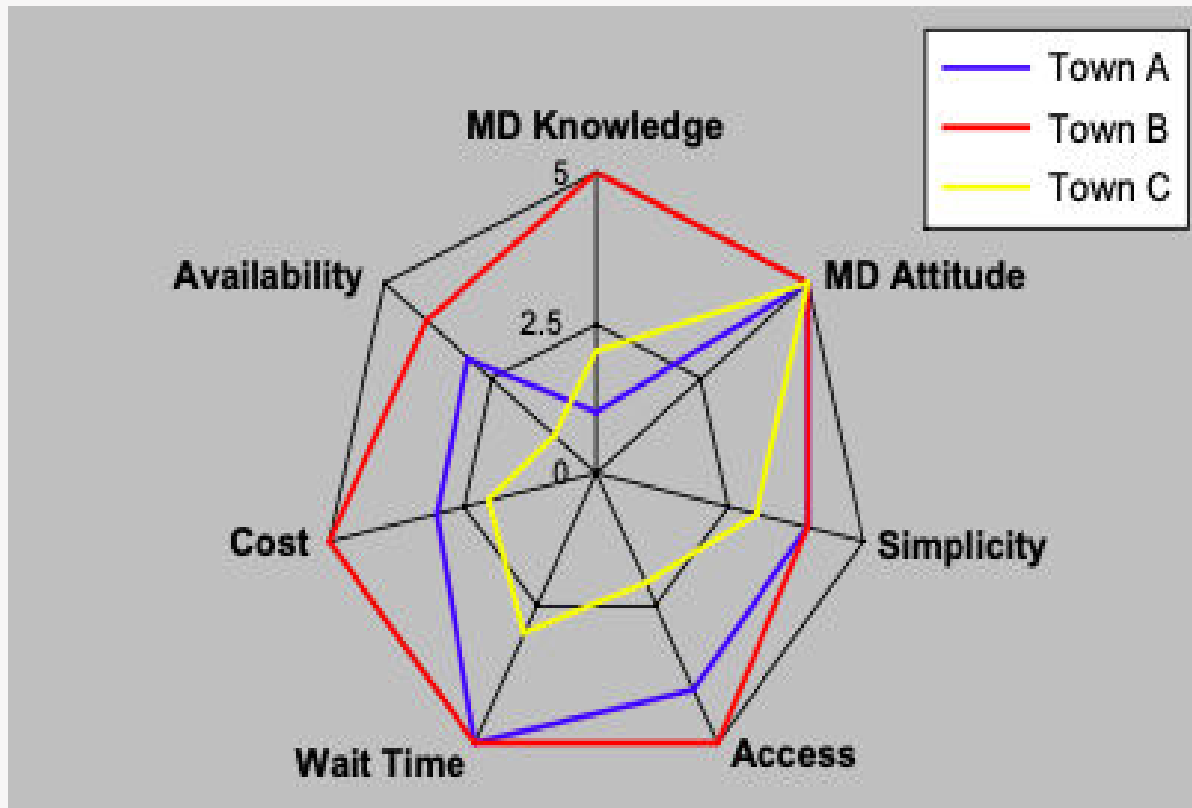 Town A
Town B
Town C
MD Knowledge
5
MD Attitude
Availability
2.5
0
Cost
Simplicity
Wait Time
Access